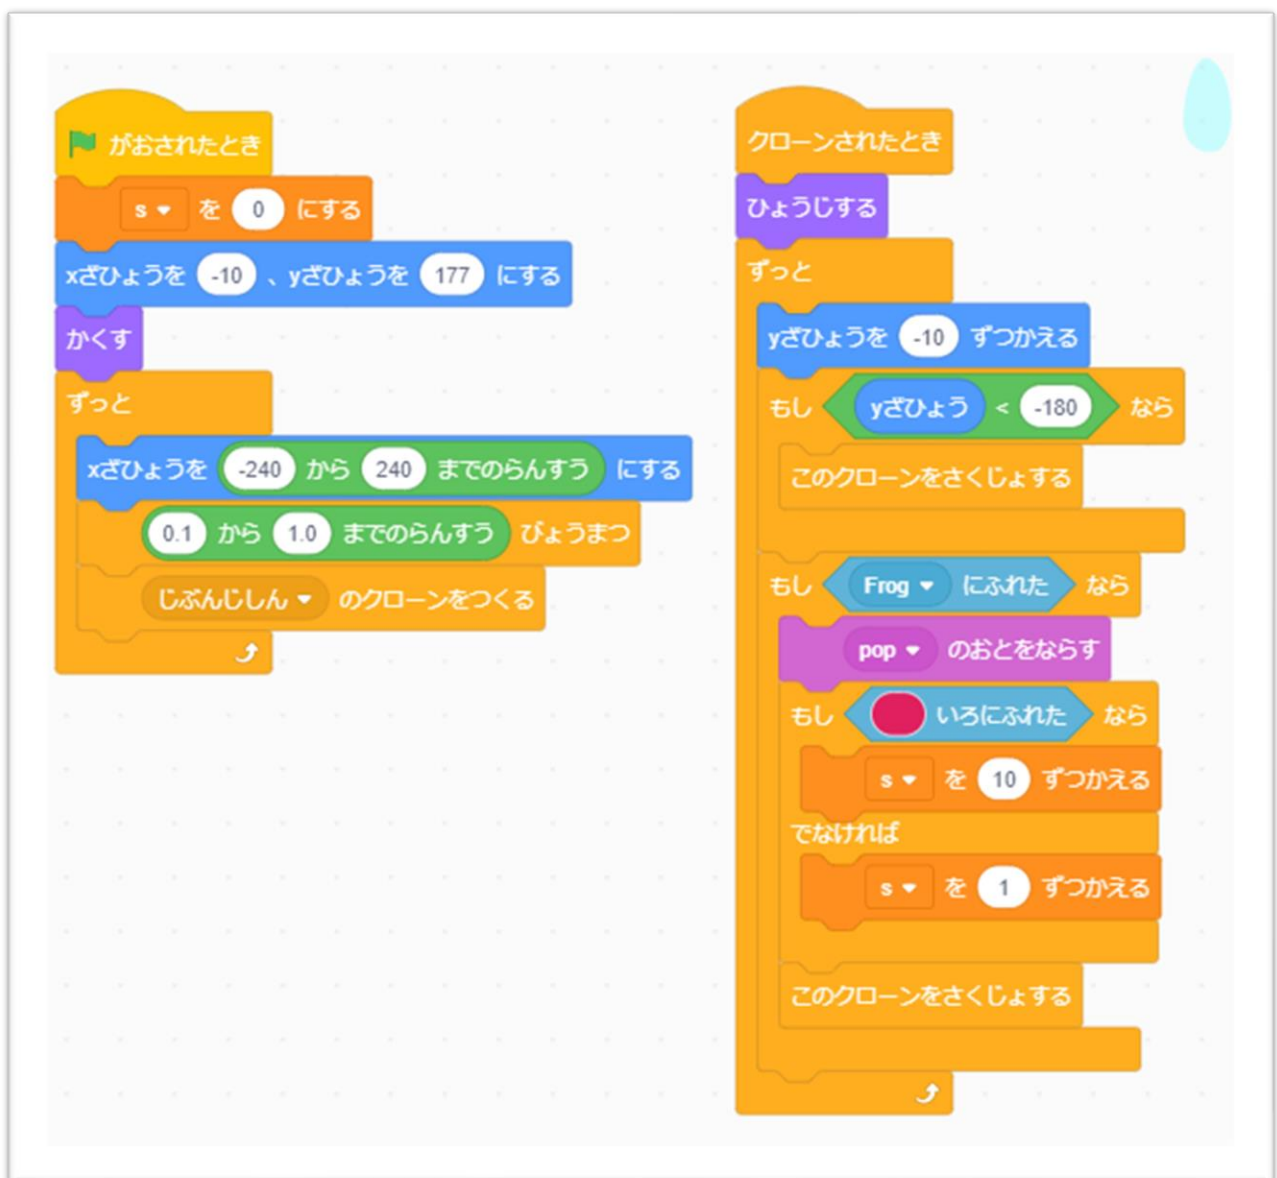 がおされたとき
s を 0 にする
xざひょうを -10 、yざひょうを 177 にする
かくす
ずっと
xざひょうを -240 から 240 までのらんすう にする
0.1 から 1.0 までのらんすう びょうまつ
じぶんじしん のクローンをつくる
クローンされたとき
ひょうじする
ずっと
yざひょうを -10 ずつかえる
もし yざひょう < -180 なら
このクローンをさくじょする
もし Frog にふれた なら
pop のおとをならす
もし いろにふれた なら
s を 10 ずつかえる
でなければ
s を 1 ずつかえる
このクローンをさくじょする